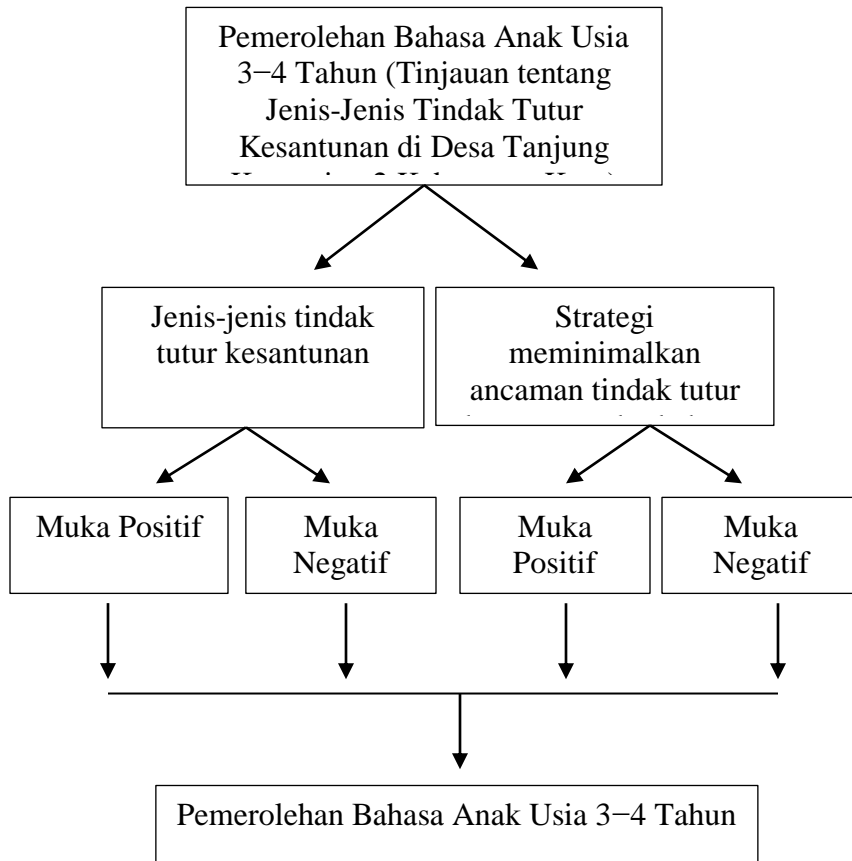 Pemerolehan Bahasa Anak Usia
3−4 Tahun (Tinjauan tentang
Jenis-Jenis Tindak Tutur
Kesantunan di Desa Tanjung
Jenis-jenis tindak
tutur kesantunan
Strategi
meminimalkan
ancaman tindak tutur
Muka Positif
Muka
Negatif
Muka
Positif
Muka
Negatif
Pemerolehan Bahasa Anak Usia 3−4 Tahun